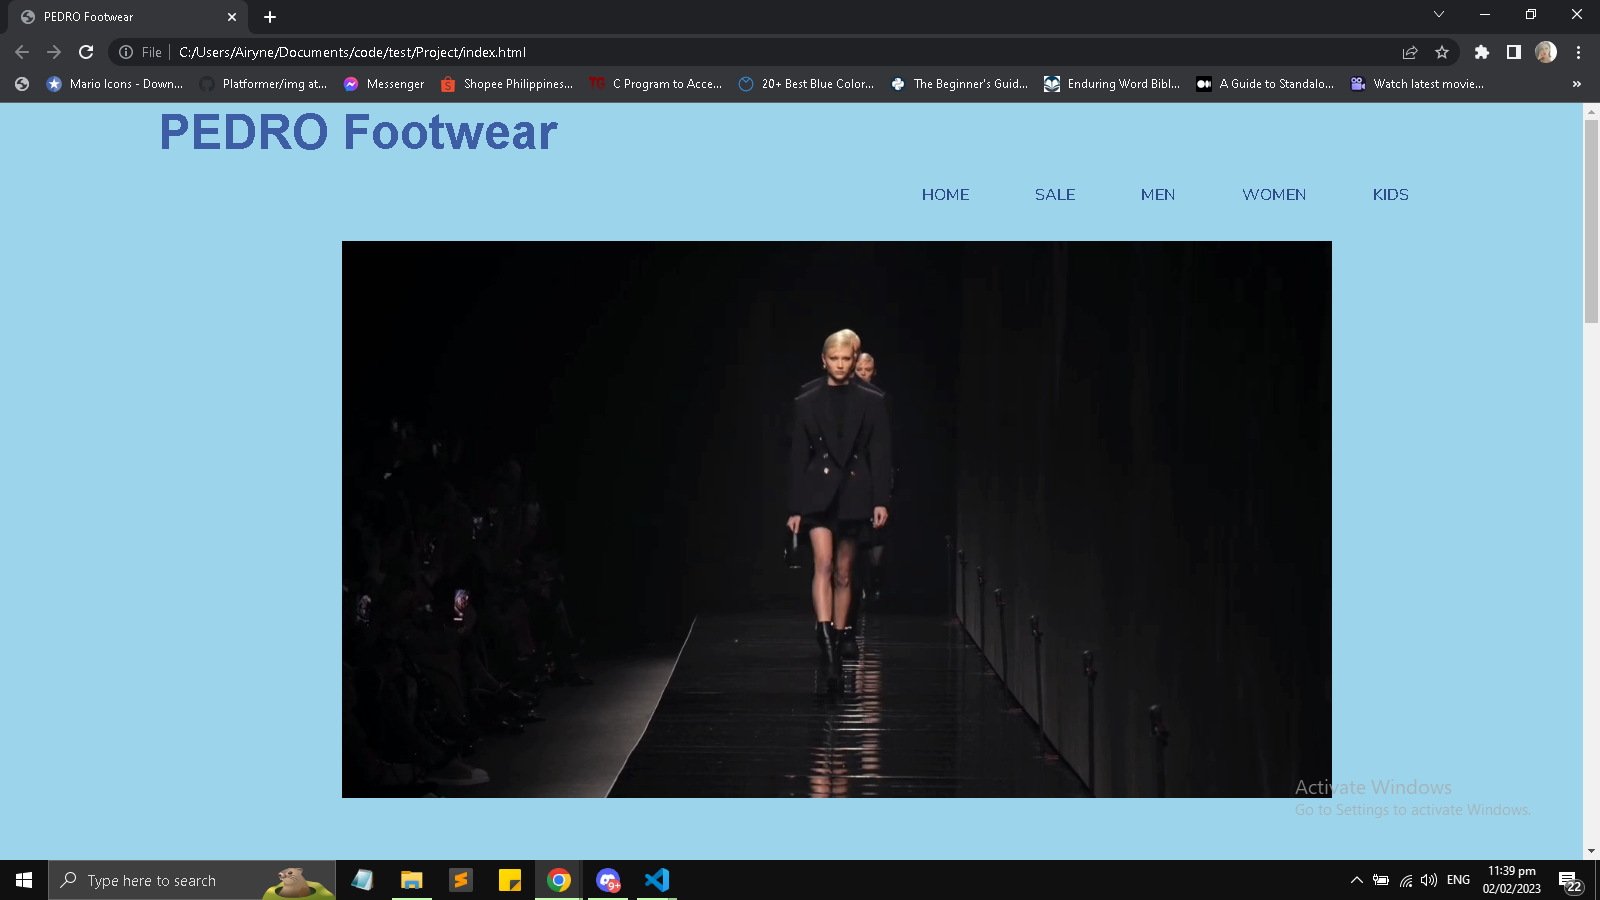 PEDRO Footwear
File
C:/Users/Airyne/Documents/code/test/Project/index.html
Mario Icons - Down...
Platformer/img at...
Messenger
Shopee Philippines...
TG
C Program to Acce...
20+ Best Blue Color...
The Beginner's Guid...
Enduring Word Bibl...
A Guide to Standalo...
Watch latest movie...
»
PEDRO Footwear
HOME SALE MEN WOMEN KIDS
Activate Windows
Go to Settings to activate Windows.
Type here to search
9+
ENG
11:39 pm
02/02/2023
22